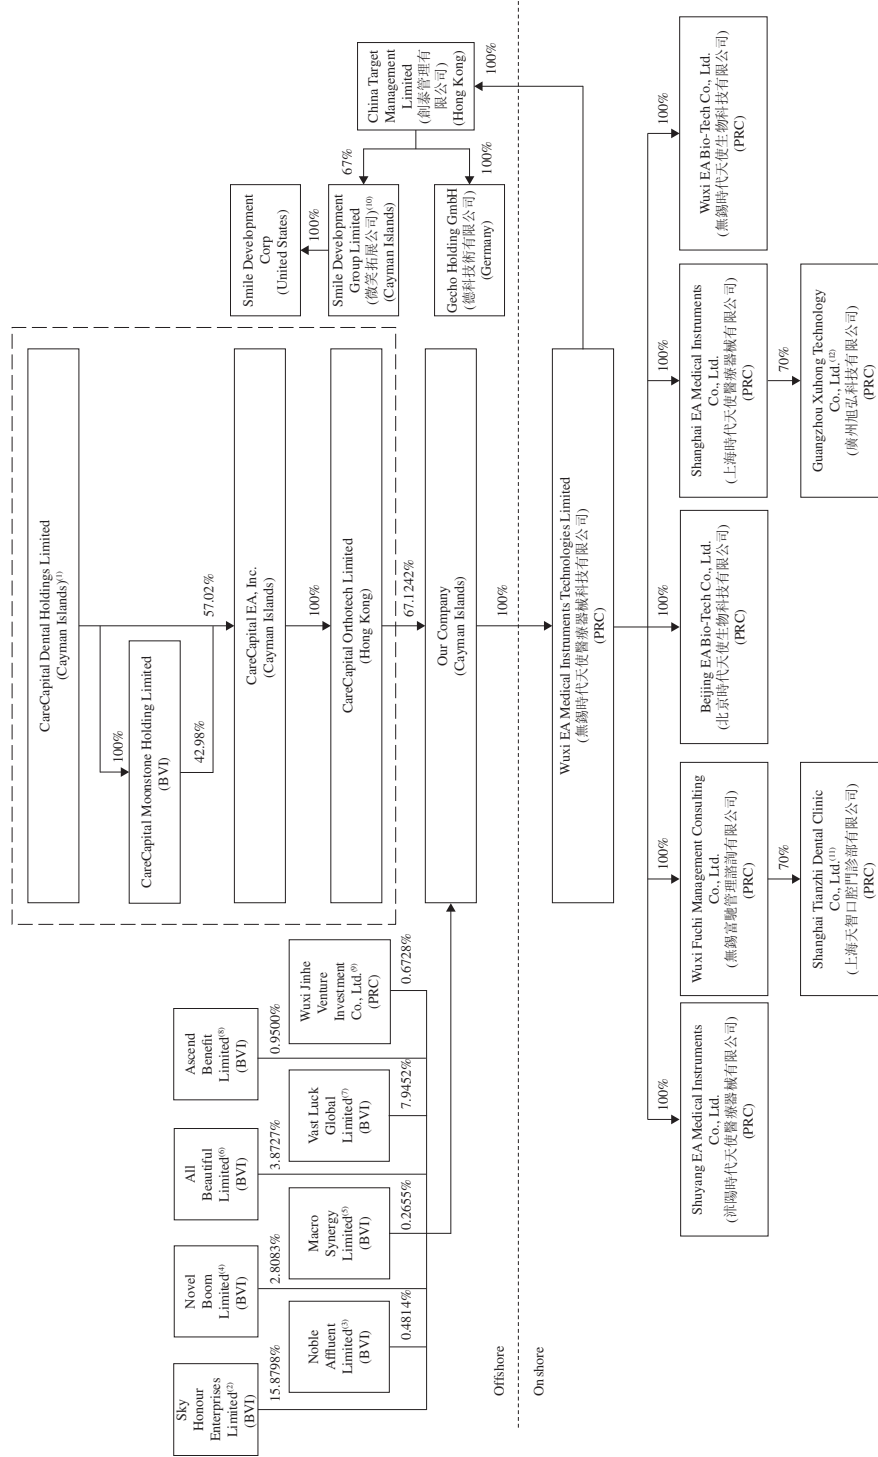 CareCapital Dental Holdings Limited
(Cayman Islands)(1)
100%
CareCapital Moonstone Holding Limited
(BVI)
42.98%
57.02%
CareCapital EA, Inc.
(Cayman Islands)
100%
CareCapital Orthotech Limited
(Hong Kong)
67.1242%
Sky
Honour
Enterprises
Limited(2)
(BVI)
15.8798%
Novel
Boom
Limited(4)
(BVI)
2.8083%
All
Beautiful
Limited(6)
(BVI)
3.8727%
Ascend
Benefit
Limited(8)
(BVI)
0.9500%
Noble
Affluent
Limited(3)
(BVI)
0.4814%
Macro
Synergy
Limited(5)
(BVI)
0.2655%
Vast Luck
Global
Limited(7)
(BVI)
7.9452%
Wuxi Jinhe
Venture
Investment
Co., Ltd.(9)
(PRC)
0.6728%
Our Company
(Cayman Islands)
100%
Smile Development
Corp
(United States)
100%
Smile Development
Group Limited
(微笑拓展公司)(10)
(Cayman Islands)
67%
China Target
Management
Limited
(創泰管理有
限公司)
(Hong Kong)
100%
Gecho Holding GmbH
(德科技術有限公司)
(Germany)
100%
Offshore
Onshore
Wuxi EA Medical Instruments Technologies Limited
(無錫時代天使醫療器械科技有限公司)
(PRC)
100%
Shuyang EA Medical Instruments
Co., Ltd.
(沭陽時代天使醫療器械有限公司)
(PRC)
100%
Wuxi Fuchi Management Consulting
Co., Ltd.
(無錫富馳管理諮詢有限公司)
(PRC)
100%
Beijing EA Bio-Tech Co., Ltd.
(北京時代天使生物科技有限公司)
(PRC)
100%
Shanghai EA Medical Instruments
Co., Ltd.
(上海時代天使醫療器械有限公司)
(PRC)
100%
Wuxi EA Bio-Tech Co., Ltd.
(無錫時代天使生物科技有限公司)
(PRC)
70%
Shanghai Tianzhi Dental Clinic
Co., Ltd.(11)
(上海天智口腔門診部有限公司)
(PRC)
70%
Guangzhou Xuhong Technology
Co., Ltd.(12)
(廣州旭弘科技有限公司)
(PRC)